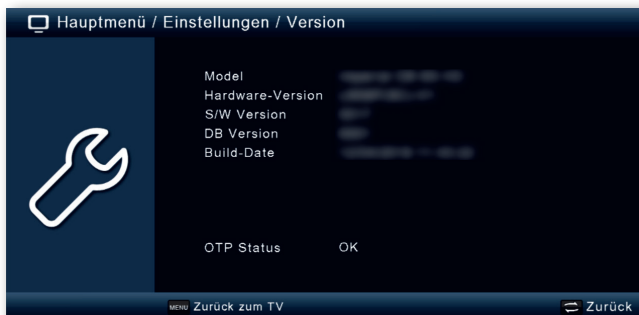 Hauptmenü / Einstellungen / Version
Model
Hardware-Version
S/W Version
DB Version
Build-Date
OTP Status OK
MENU Zurück zum TV
Zurück